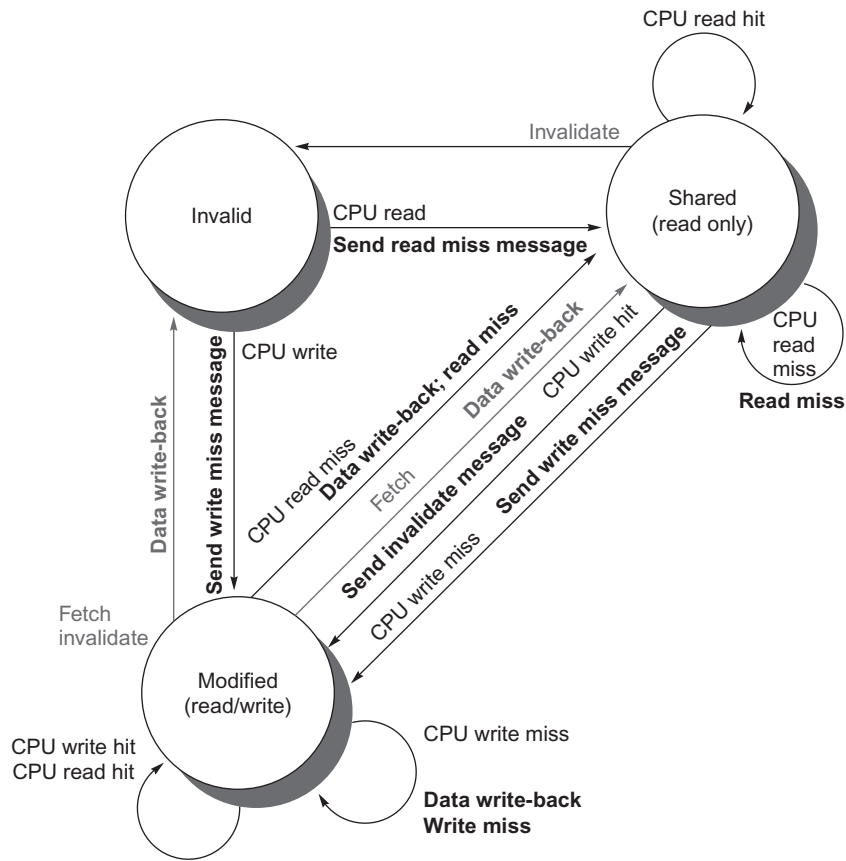 CPU read hit
Invalidate
Invalid
Shared
(read only)
CPU read
Send read miss message
CPU write
Send write miss message
Data write-back
CPU read miss
Data write-back; read miss
Fetch
Data write-back
CPU write hit
Send invalidate message
CPU write miss
Send write miss message
CPU
read
miss
Read miss
Fetch
invalidate
Modified
(read/write)
CPU write hit
CPU read hit
CPU write miss
Data write-back
Write miss